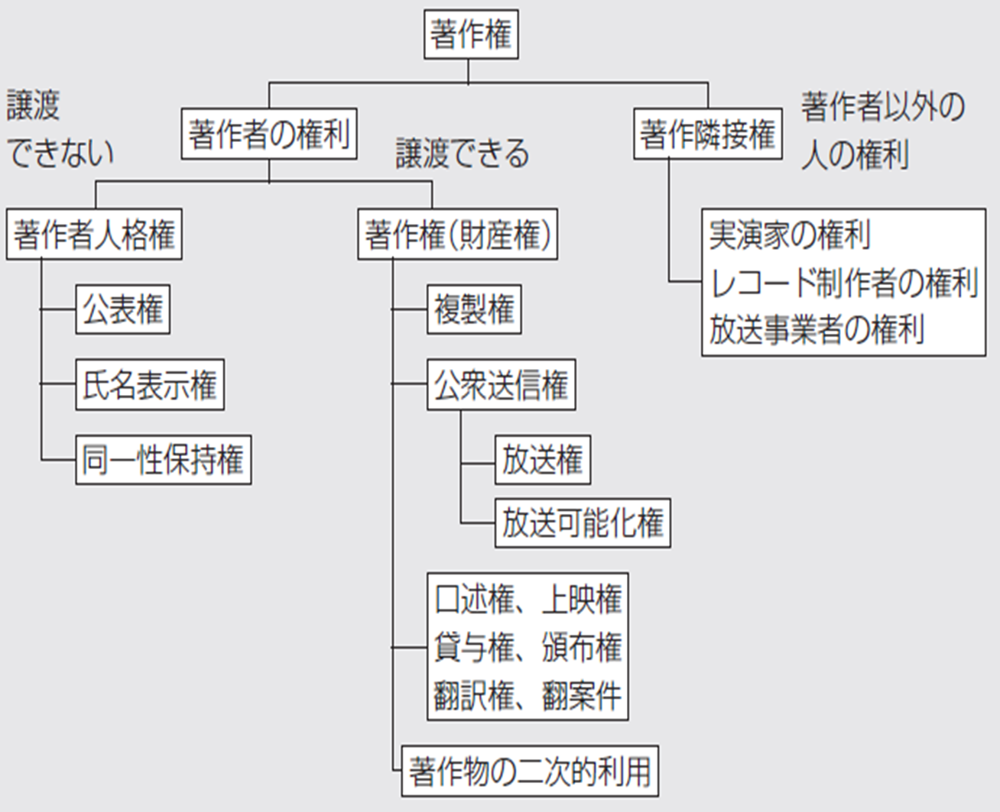 著作権
譲渡
できない
著作者の権利
譲渡できる
著作隣接権
著作者以外の
人の権利
著作者人格権
公表権
氏名表示権
同一性保持権
著作権(財産権)
複製権
公衆送信権
放送権
放送可能化権
口述権、上映権
貸与権、頒布権
翻訳権、翻案件
著作物の二次的利用
実演家の権利
レコード制作者の権利
放送事業者の権利